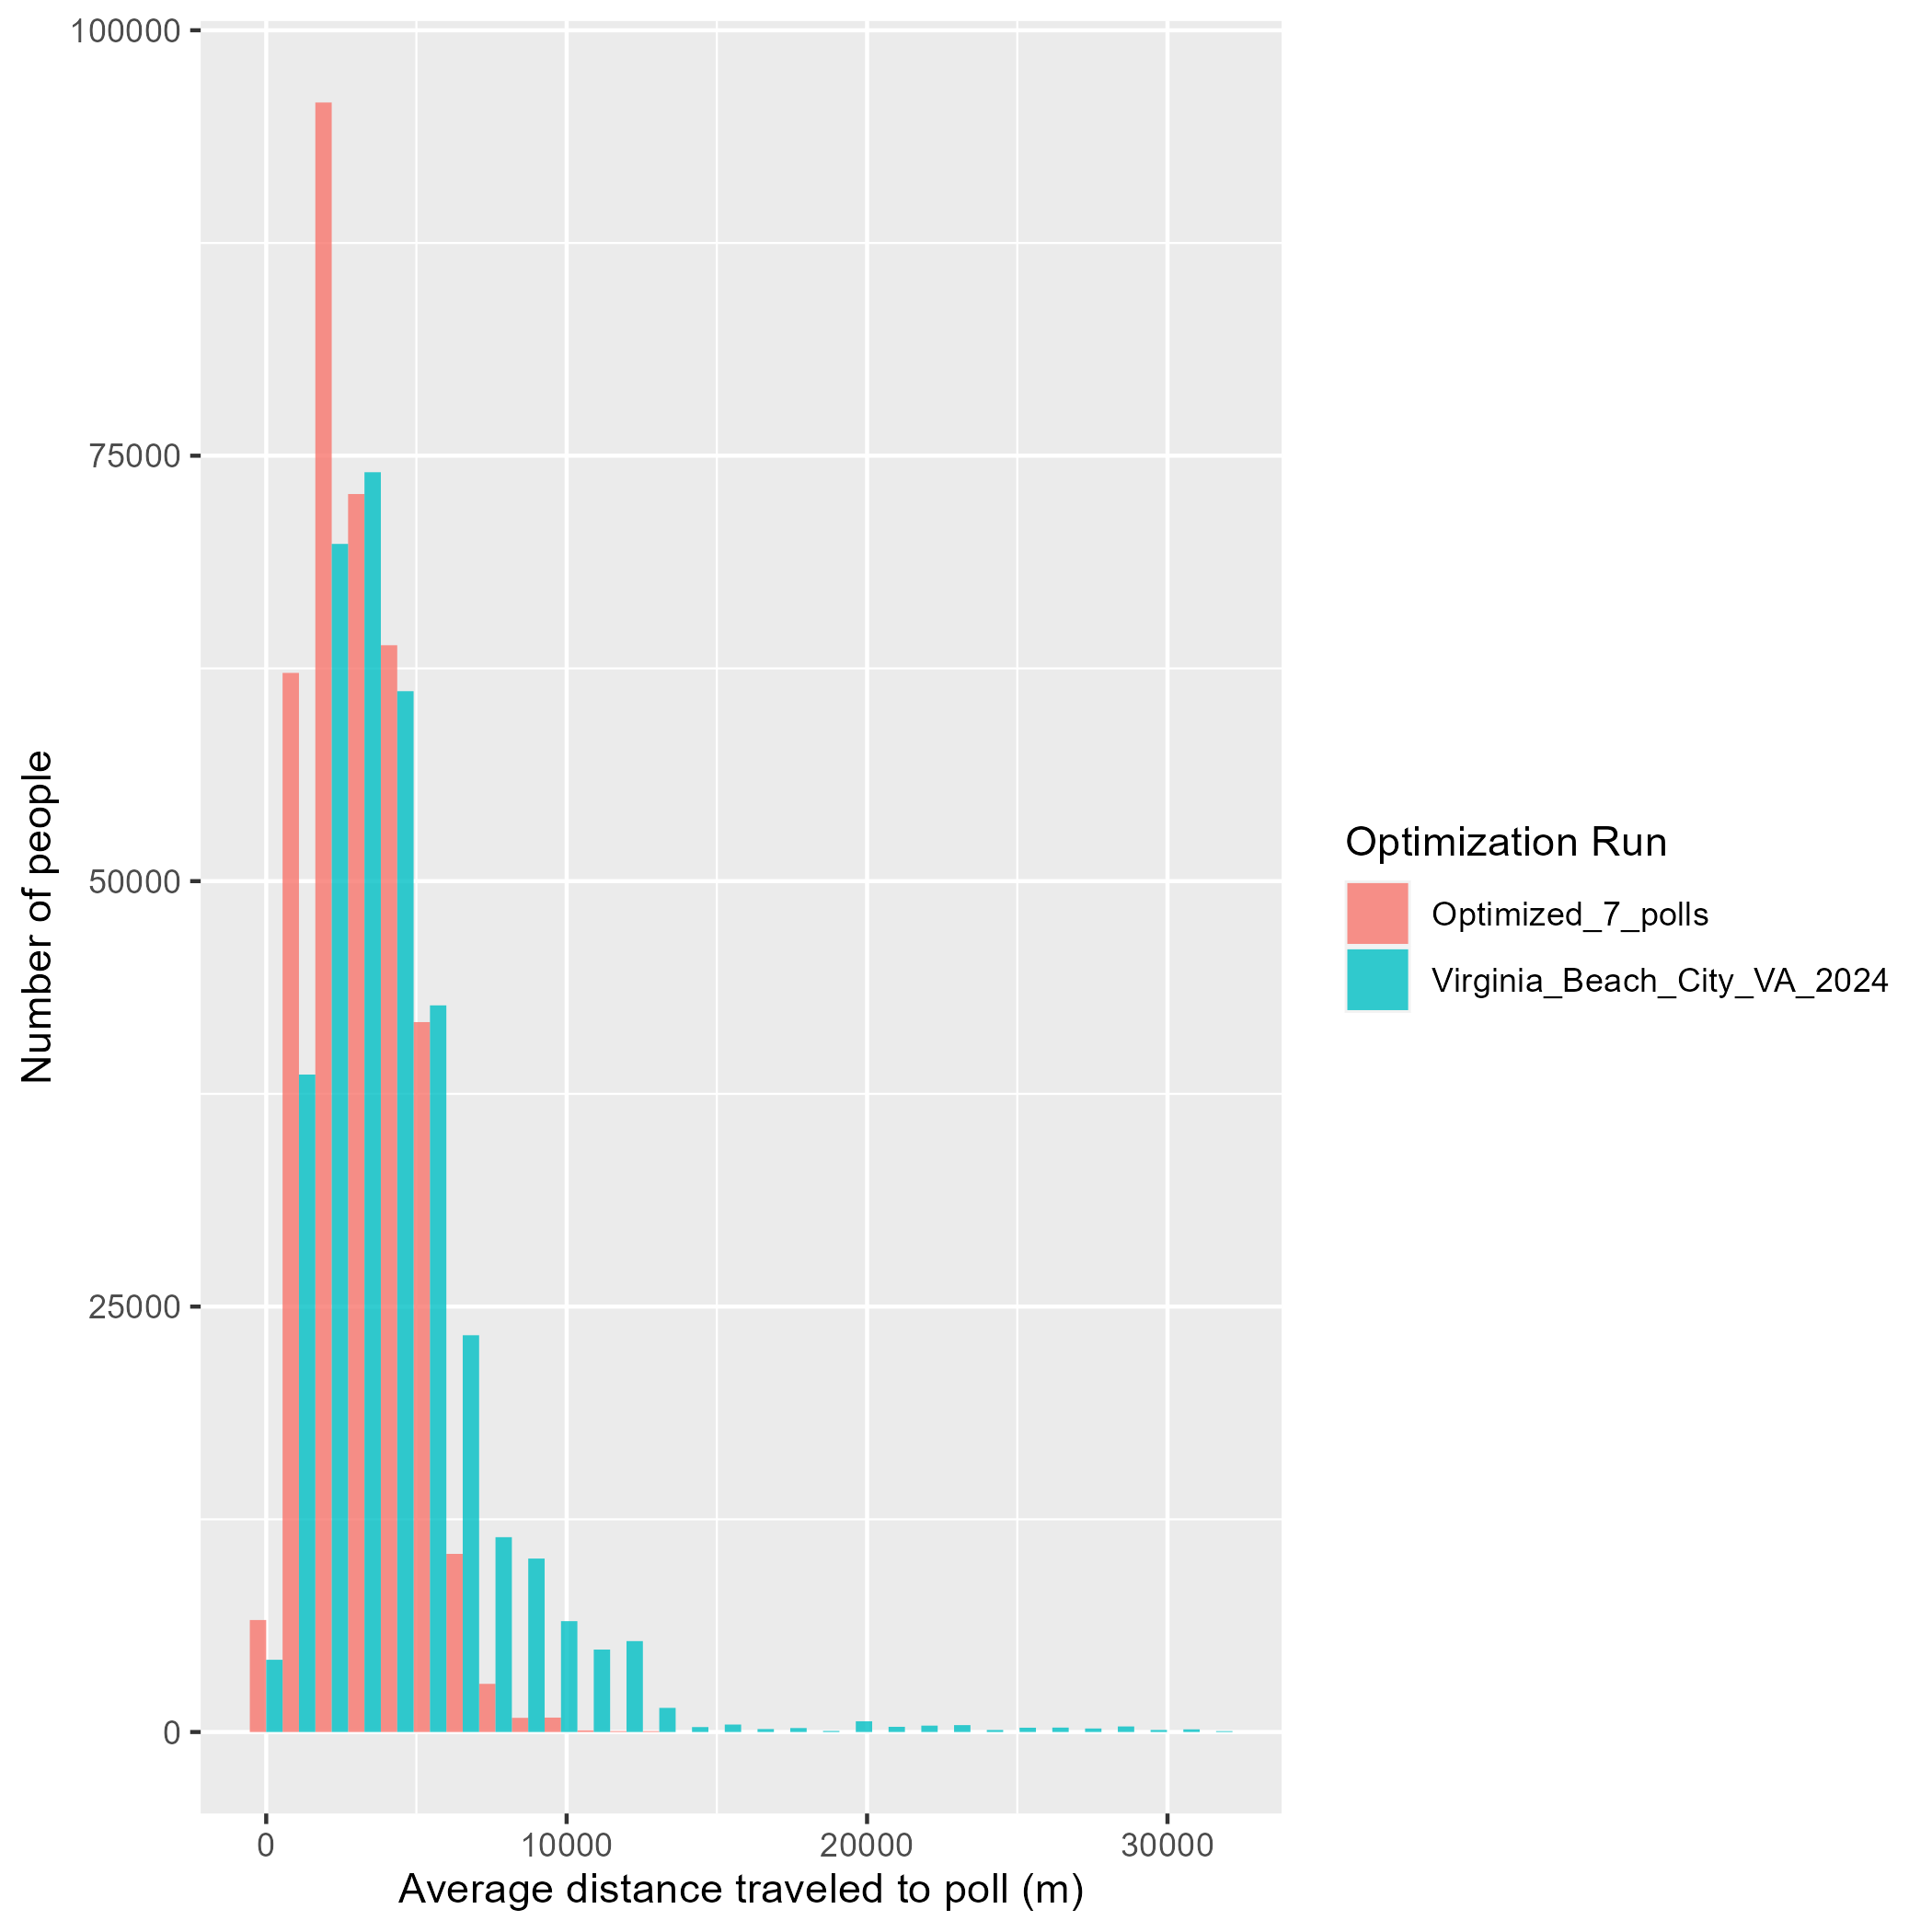 100000
75000
50000
25000
0
0 10000 20000 30000
Number of people
Average distance traveled to poll (m)
Optimization Run
Optimized_7_polls
Virginia_Beach_City_VA_2024